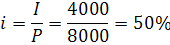 i = I/P = 4000/8000 = 50%